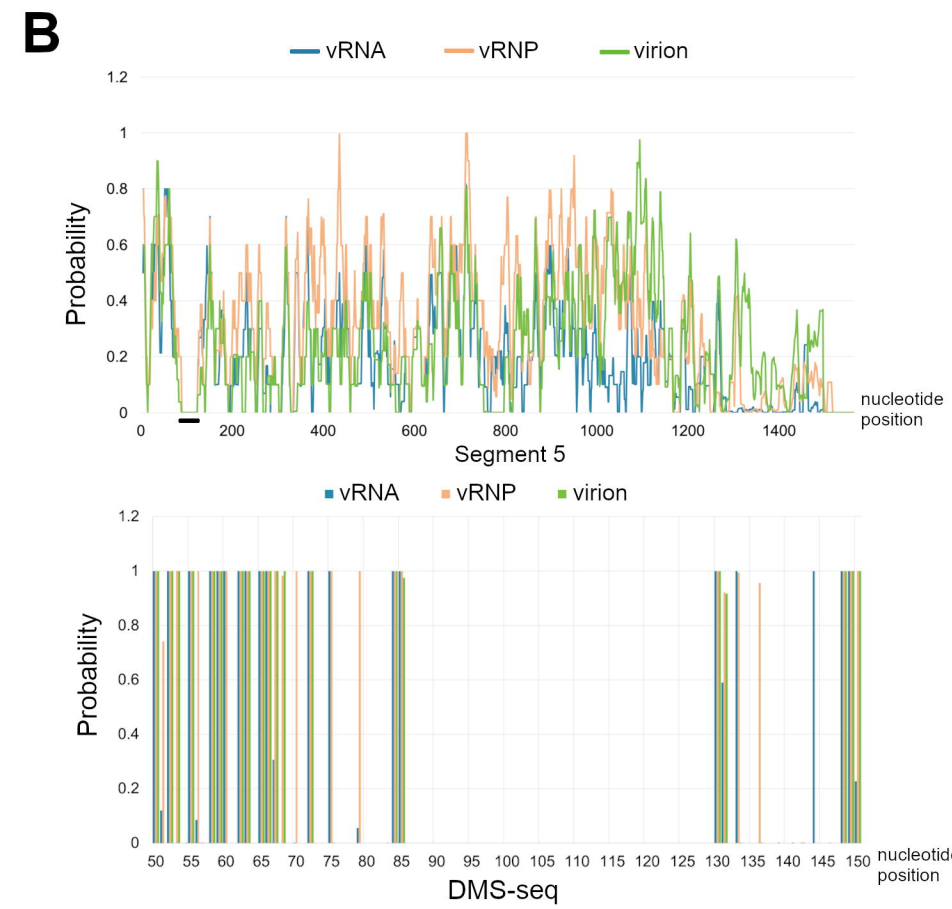 B
vRNA vRNP virion
1.2
1
0.8
0.6
0.4
0.2
0
Probability
0 200 400 600 800 1000 1200 1400
nucleotide
position
Segment 5
vRNA vRNP virion
1.2
1
0.8
0.6
0.4
0.2
0
Probability
50 55 60 65 70 75 80 85 90 95 100 105 110 115 120 125 130 135 140 145 150
nucleotide
position
DMS-seq